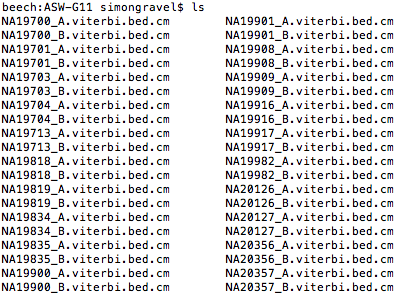 beech:ASW-G11 simongravel$ ls
NA19700_A.viterbi.bed.cm NA19901_A.viterbi.bed.cm
NA19700_B.viterbi.bed.cm NA19901_B.viterbi.bed.cm
NA19701_A.viterbi.bed.cm NA19908_A.viterbi.bed.cm
NA19701_B.viterbi.bed.cm NA19908_B.viterbi.bed.cm
NA19703_A.viterbi.bed.cm NA19909_A.viterbi.bed.cm
NA19703_B.viterbi.bed.cm NA19909_B.viterbi.bed.cm
NA19704_A.viterbi.bed.cm NA19916_A.viterbi.bed.cm
NA19704_B.viterbi.bed.cm NA19916_B.viterbi.bed.cm
NA19713_A.viterbi.bed.cm NA19917_A.viterbi.bed.cm
NA19713_B.viterbi.bed.cm NA19917_B.viterbi.bed.cm
NA19818_A.viterbi.bed.cm NA19982_A.viterbi.bed.cm
NA19818_B.viterbi.bed.cm NA19982_B.viterbi.bed.cm
NA19819_A.viterbi.bed.cm NA20126_A.viterbi.bed.cm
NA19819_B.viterbi.bed.cm NA20126_B.viterbi.bed.cm
NA19834_A.viterbi.bed.cm NA20127_A.viterbi.bed.cm
NA19834_B.viterbi.bed.cm NA20127_B.viterbi.bed.cm
NA19835_A.viterbi.bed.cm NA20356_A.viterbi.bed.cm
NA19835_B.viterbi.bed.cm NA20356_B.viterbi.bed.cm
NA19900_A.viterbi.bed.cm NA20357_A.viterbi.bed.cm
NA19900_B.viterbi.bed.cm NA20357_B.viterbi.bed.cm